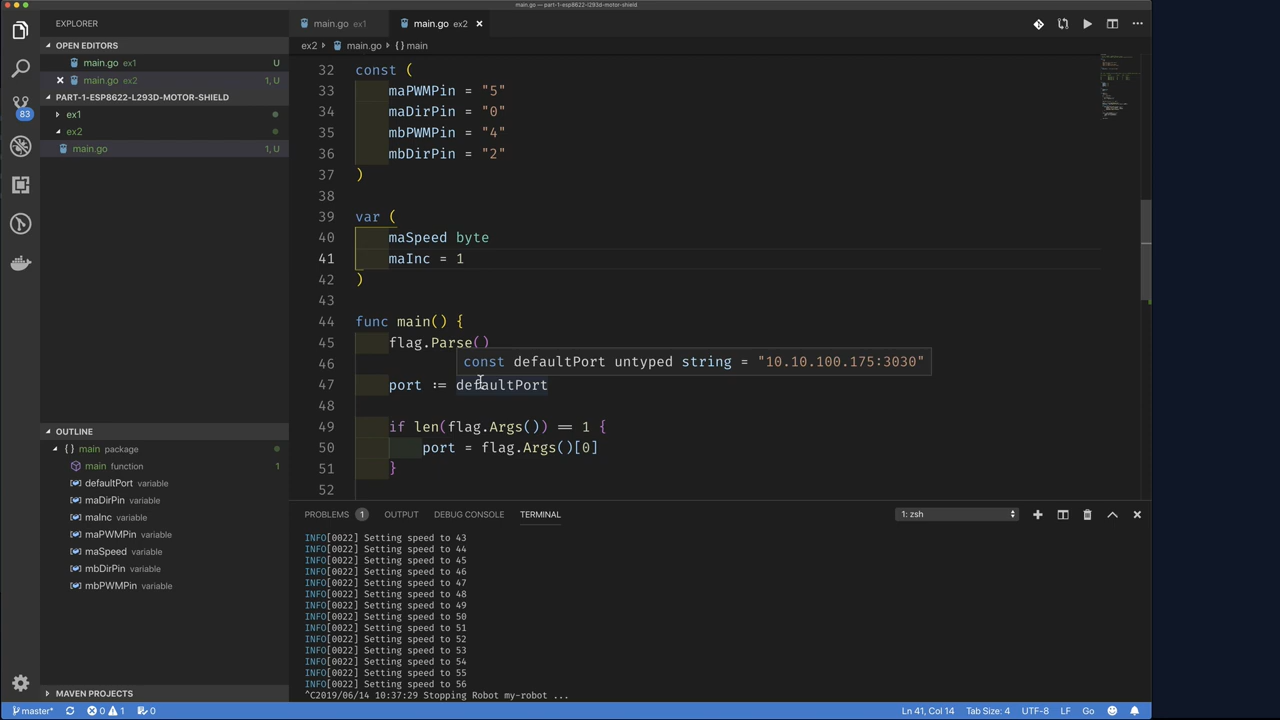 main.go — part-1-esp8622-l293d-motor-shield
EXPLORER
main.go ex1
main.go ex2
OPEN EDITORS
main.go ex1 U
main.go ex2 1, U
PART-1-ESP8622-L293D-MOTOR-SHIELD
ex1
ex2
main.go 1, U
83
OUTLINE
{ } main package
main function 1
defaultPort variable
maDirPin variable
maInc variable
maPWMPin variable
maSpeed variable
mbDirPin variable
mbPWMPin variable
MAVEN PROJECTS
ex2 main.go { } main
32 const (
33 maPWMPin = "5"
34 maDirPin = "0"
35 mbPWMPin = "4"
36 mbDirPin = "2"
37 )
38
39 var (
40 maSpeed byte
41 maInc = 1
42 )
43
44 func main() {
45 flag.Parse()
46
const defaultPort untyped string = "10.10.100.175:3030"
47 port := defaultPort
48
49 if len(flag.Args()) == 1 {
50 port = flag.Args()[0]
51 }
52
PROBLEMS 1 OUTPUT DEBUG CONSOLE TERMINAL 1: zsh
INFO[0022] Setting speed to 43
INFO[0022] Setting speed to 44
INFO[0022] Setting speed to 45
INFO[0022] Setting speed to 46
INFO[0022] Setting speed to 47
INFO[0022] Setting speed to 48
INFO[0022] Setting speed to 49
INFO[0022] Setting speed to 50
INFO[0022] Setting speed to 51
INFO[0022] Setting speed to 52
INFO[0022] Setting speed to 53
INFO[0022] Setting speed to 54
INFO[0022] Setting speed to 55
INFO[0022] Setting speed to 56
^C2019/06/14 10:37:29 Stopping Robot my-robot ...
master* 0 1 0 Ln 41, Col 14 Tab Size: 4 UTF-8 LF Go